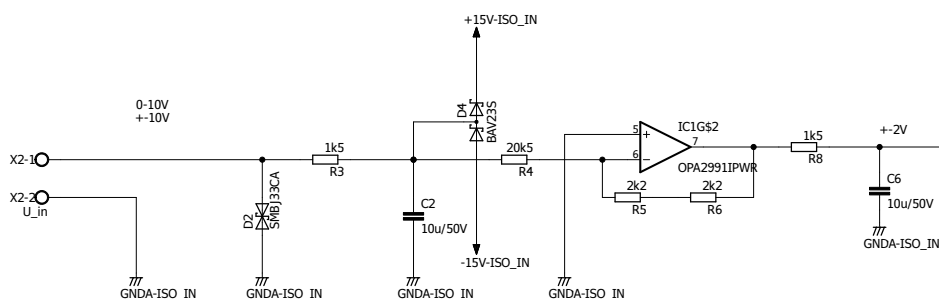 +15V-ISO_IN
0-10V
+-10V
D4
BAV23S
IC1G$2
+-2V
X2-1
1k5
R3
20k5
R4
5
6
7
OPA2991IPWR
1k5
R8
X2-2
U_in
D2
SMBJ33CA
C2
10u/50V
2k2
R5
2k2
R6
C6
10u/50V
-15V-ISO_IN
GNDA-ISO_IN
GNDA-ISO_IN
GNDA-ISO_IN
GNDA-ISO_IN
GNDA-ISO_IN